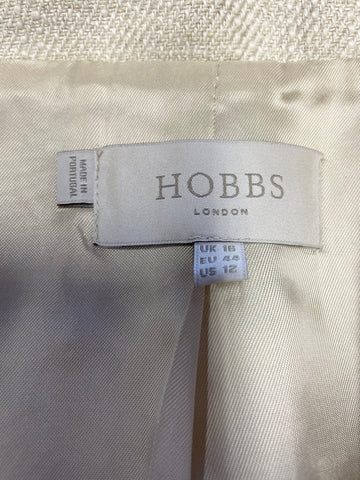 HOBBS
LONDON
MADE IN
PORTUGAL
UK 16
EU 44
US 12